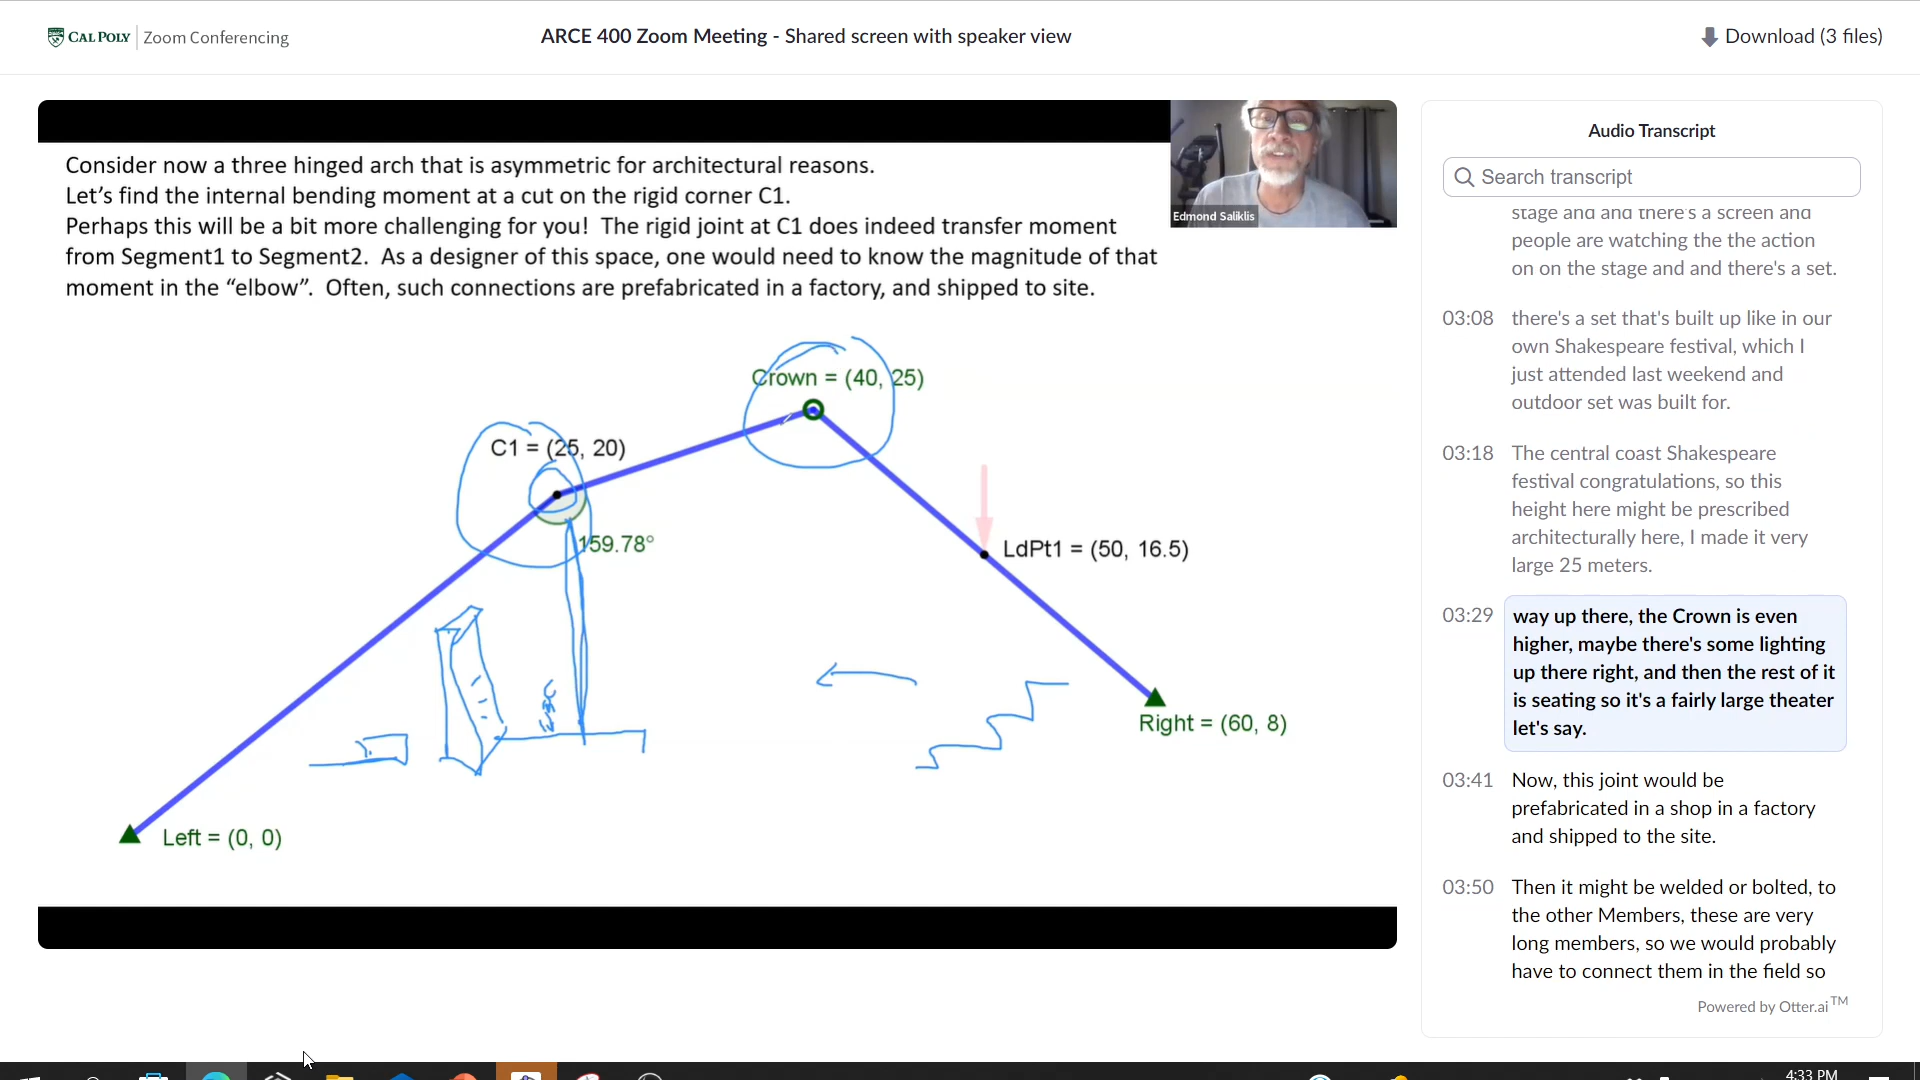 CAL POLY Zoom Conferencing
ARCE 400 Zoom Meeting - Shared screen with speaker view
Download (3 files)
Consider now a three hinged arch that is asymmetric for architectural reasons.
Let’s find the internal bending moment at a cut on the rigid corner C1.
Perhaps this will be a bit more challenging for you!  The rigid joint at C1 does indeed transfer moment
from Segment1 to Segment2.  As a designer of this space, one would need to know the magnitude of that
moment in the “elbow”.  Often, such connections are prefabricated in a factory, and shipped to site.
Edmond Saliklis
Crown = (40, 25)
C1 = (25, 20)
159.78°
LdPt1 = (50, 16.5)
Right = (60, 8)
Left = (0, 0)
Audio Transcript
Search transcript
stage and and there's a screen and
people are watching the the action
on on the stage and and there's a set.
03:08 there's a set that's built up like in our
own Shakespeare festival, which I
just attended last weekend and
outdoor set was built for.
03:18 The central coast Shakespeare
festival congratulations, so this
height here might be prescribed
architecturally here, I made it very
large 25 meters.
03:29 way up there, the Crown is even
higher, maybe there's some lighting
up there right, and then the rest of it
is seating so it's a fairly large theater
let's say.
03:41 Now, this joint would be
prefabricated in a shop in a factory
and shipped to the site.
03:50 Then it might be welded or bolted, to
the other Members, these are very
long members, so we would probably
have to connect them in the field so
Powered by Otter.ai™
4:33 PM